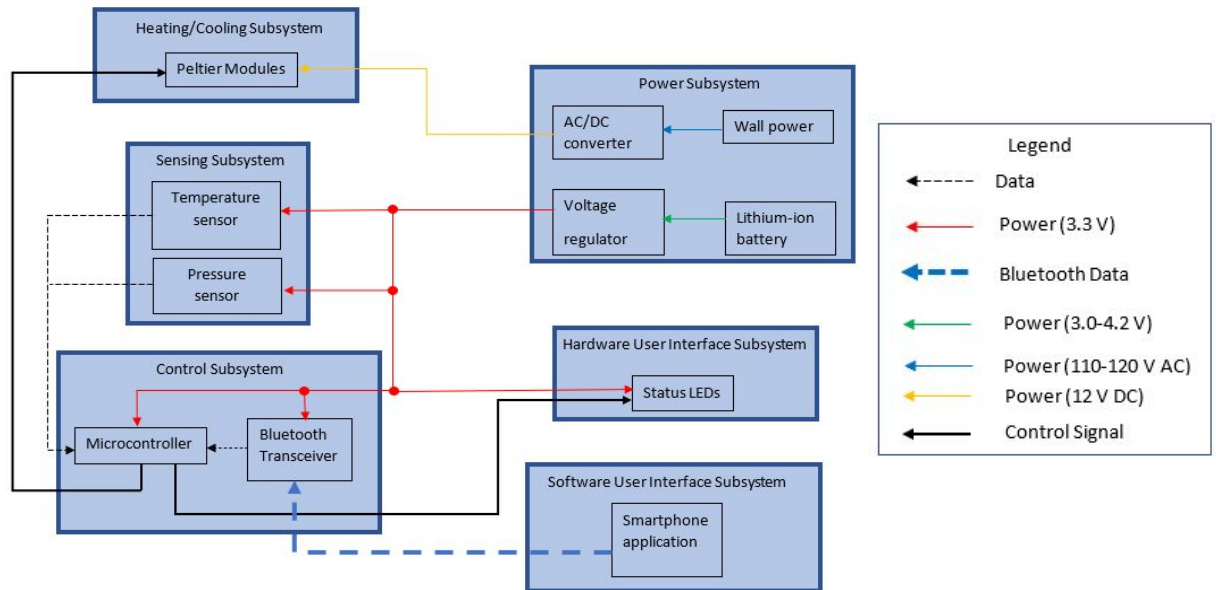 Heating/Cooling Subsystem
Peltier Modules
Power Subsystem
AC/DC
converter
Wall power
Voltage
regulator
Lithium-ion
battery
Sensing Subsystem
Temperature
sensor
Pressure
sensor
Control Subsystem
Microcontroller
Bluetooth
Transceiver
Hardware User Interface Subsystem
Status LEDs
Software User Interface Subsystem
Smartphone
application
Legend
Data
Power (3.3 V)
Bluetooth Data
Power (3.0-4.2 V)
Power (110-120 V AC)
Power (12 V DC)
Control Signal